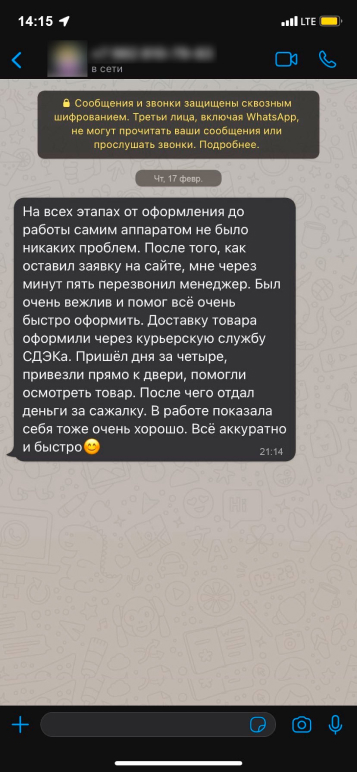 14:15
LTE
в сети
Сообщения и звонки защищены сквозным
шифрованием. Третьи лица, включая WhatsApp,
не могут прочитать ваши сообщения или
прослушать звонки. Подробнее.
Чт, 17 февр.
На всех этапах от оформления до
работы самим аппаратом не было
никаких проблем. После того, как
оставил заявку на сайте, мне через
минут пять перезвонил менеджер. Был
очень вежлив и помог всё очень
быстро оформить. Доставку товара
оформили через курьерскую службу
СДЭКа. Пришёл дня за четыре,
привезли прямо к двери, помогли
осмотреть товар. После чего отдал
деньги за сажалку. В работе показала
себя тоже очень хорошо. Всё аккуратно
и быстро😊
21:14